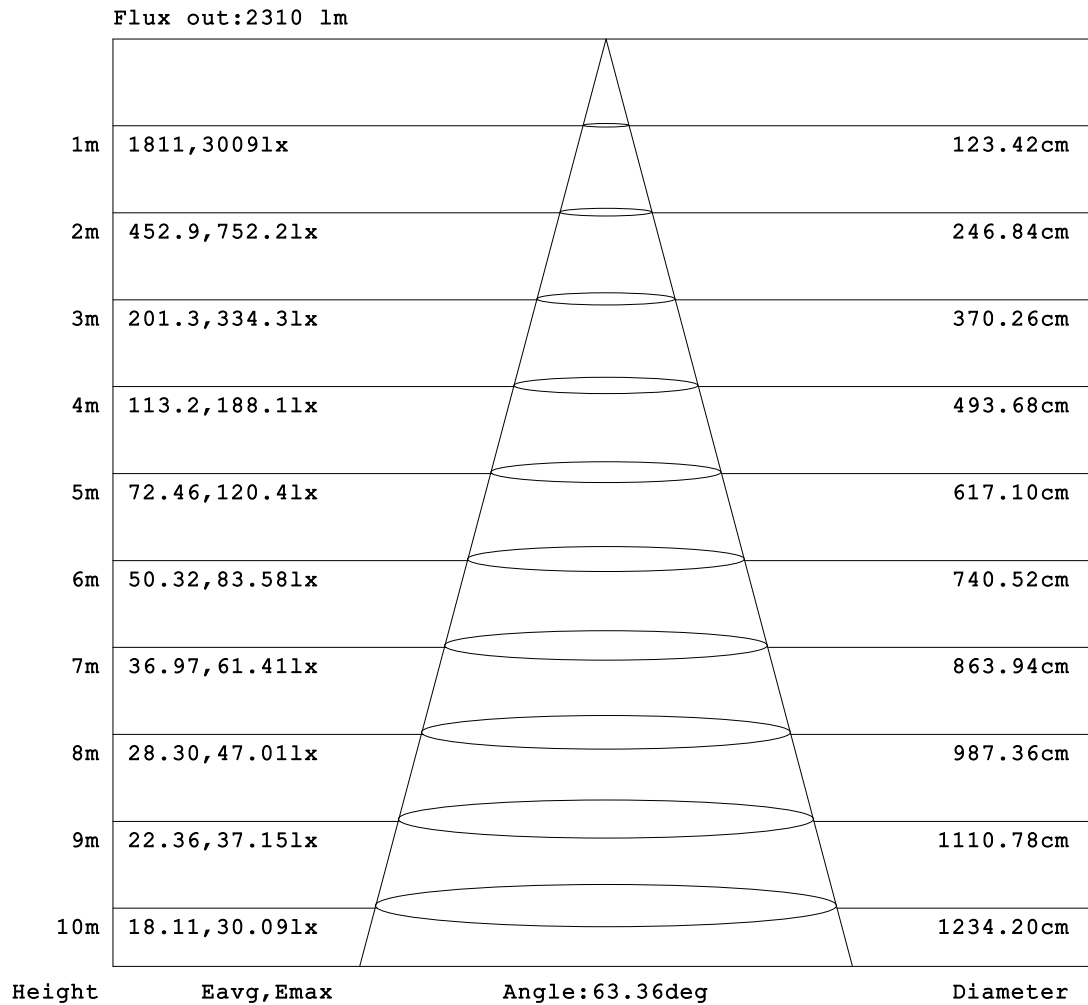 Flux out:2310 lm
1m 1811,3009lx 123.42cm
2m 452.9,752.2lx 246.84cm
3m 201.3,334.3lx 370.26cm
4m 113.2,188.1lx 493.68cm
5m 72.46,120.4lx 617.10cm
6m 50.32,83.58lx 740.52cm
7m 36.97,61.41lx 863.94cm
8m 28.30,47.01lx 987.36cm
9m 22.36,37.15lx 1110.78cm
10m 18.11,30.09lx 1234.20cm
Height Eavg,Emax Angle:63.36deg Diameter